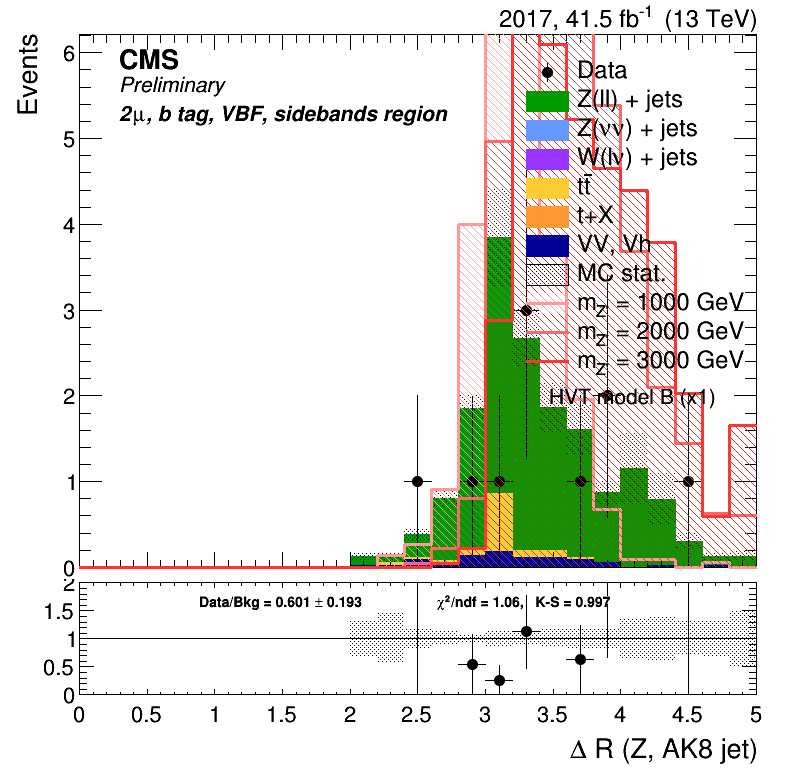 2017, 41.5 fb⁻¹ (13 TeV)
Events
CMS
Preliminary
2μ, b tag, VBF, sidebands region
Data
Z(ll) + jets
Z(νν) + jets
W(lν) + jets
tt̄
t+X
VV, Vh
MC stat.
m_Z' = 1000 GeV
m_Z' = 2000 GeV
m_Z' = 3000 GeV
HVT model B (x1)
6
5
4
3
2
1
0
Data/Bkg = 0.601 ± 0.193
χ²/ndf = 1.06, K-S = 0.997
2
1.5
1
0.5
0
0 0.5 1 1.5 2 2.5 3 3.5 4 4.5 5
Δ R (Z, AK8 jet)